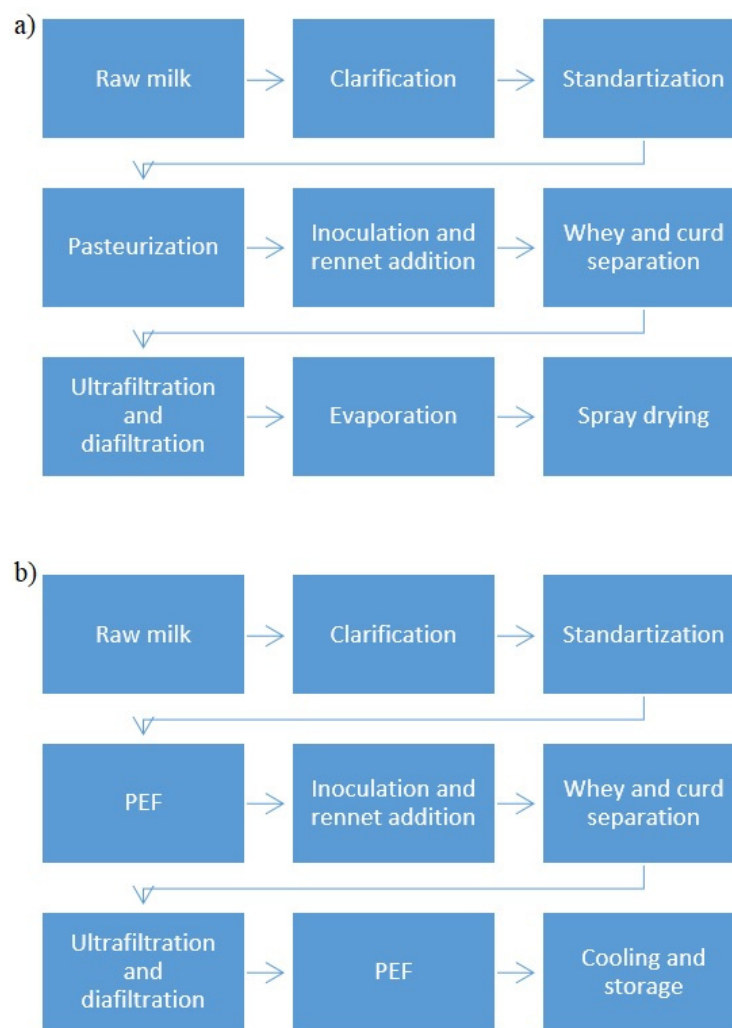 a)
Raw milk
Clarification
Standartization
Pasteurization
Inoculation and
rennet addition
Whey and curd
separation
Ultrafiltration
and
diafiltration
Evaporation
Spray drying
b)
Raw milk
Clarification
Standartization
PEF
Inoculation and
rennet addition
Whey and curd
separation
Ultrafiltration
and
diafiltration
PEF
Cooling and
storage